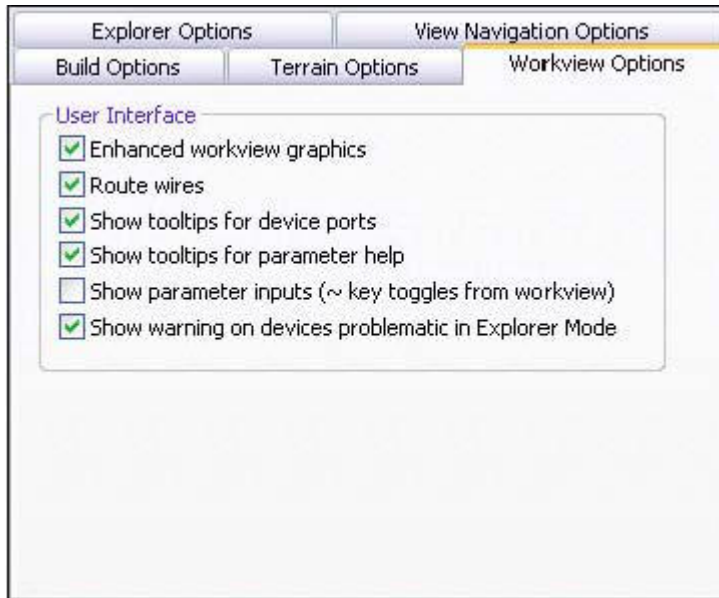 Explorer Options
View Navigation Options
Build Options
Terrain Options
Workview Options
User Interface
Enhanced workview graphics
Route wires
Show tooltips for device ports
Show tooltips for parameter help
Show parameter inputs (~ key toggles from workview)
Show warning on devices problematic in Explorer Mode